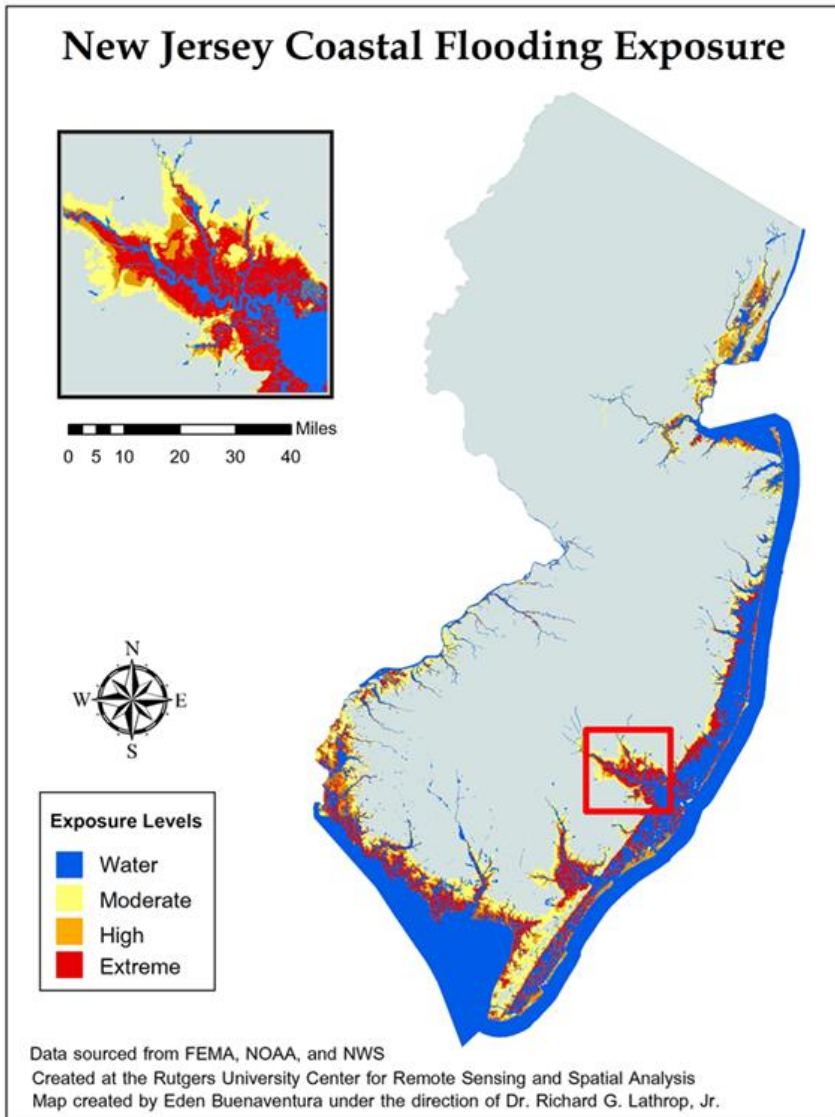 New Jersey Coastal Flooding Exposure
Miles
0 5 10 20 30 40
N
W E
S
Exposure Levels
Water
Moderate
High
Extreme
Data sourced from FEMA, NOAA, and NWS
Created at the Rutgers University Center for Remote Sensing and Spatial Analysis
Map created by Eden Buenaventura under the direction of Dr. Richard G. Lathrop, Jr.